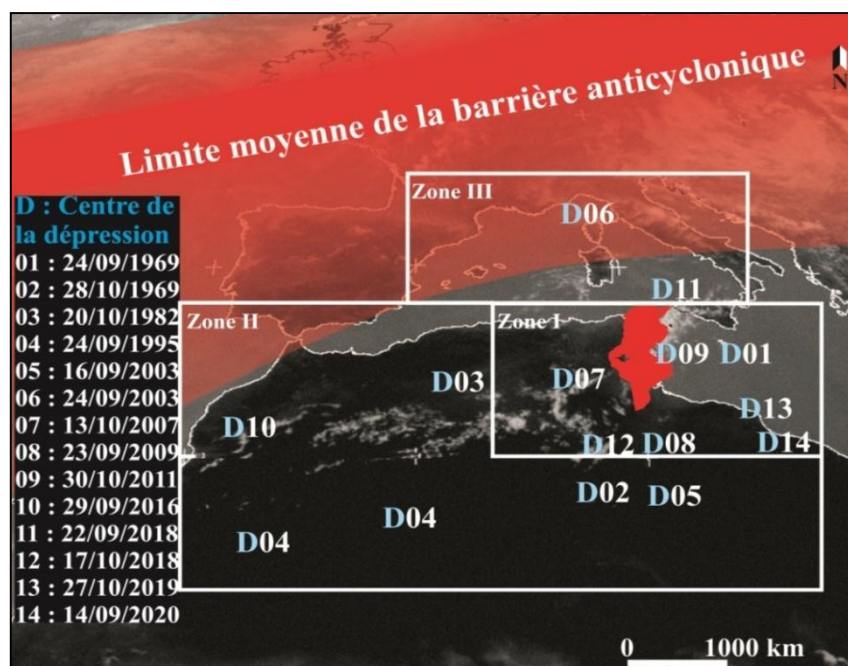 Limite moyenne de la barrière anticyclonique
N
D : Centre de
la dépression
01 : 24/09/1969
02 : 28/10/1969
03 : 20/10/1982
04 : 24/09/1995
05 : 16/09/2003
06 : 24/09/2003
07 : 13/10/2007
08 : 23/09/2009
09 : 30/10/2011
10 : 29/09/2016
11 : 22/09/2018
12 : 17/10/2018
13 : 27/10/2019
14 : 14/09/2020
Zone III
D06
D11
Zone II
Zone I
D09
D01
D03
D07
D13
D10
D12
D08
D14
D02
D05
D04
D04
0 1000 km